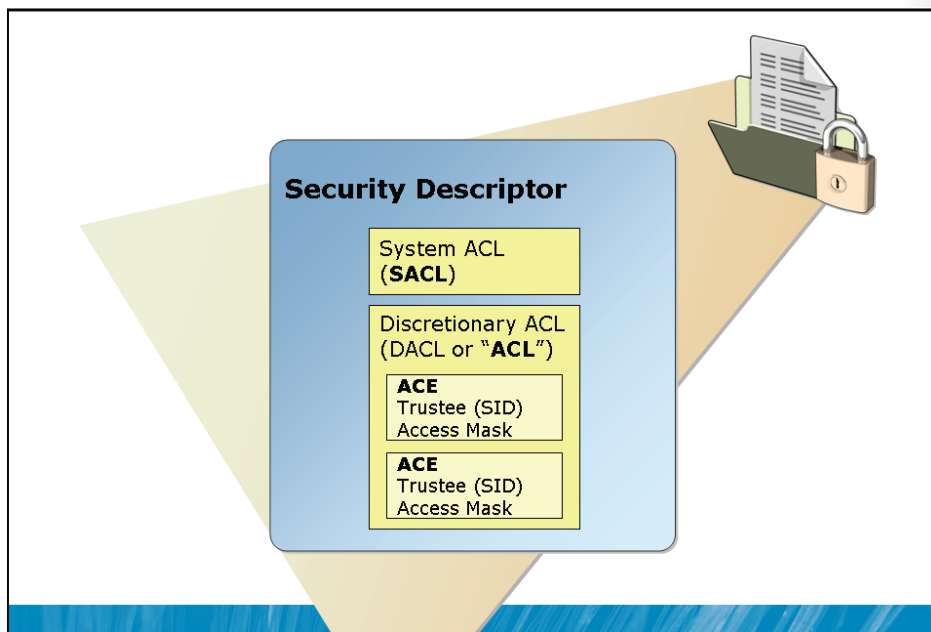 Security Descriptor
System ACL
(SACL)
Discretionary ACL
(DACL or “ACL”)
ACE
Trustee (SID)
Access Mask
ACE
Trustee (SID)
Access Mask